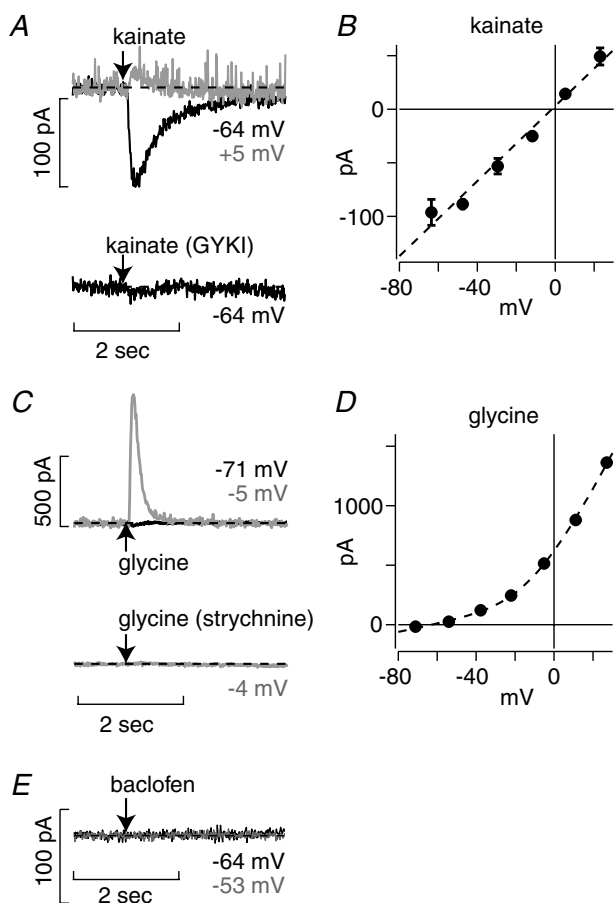 A
kainate
100 pA
-64 mV
+5 mV
kainate (GYKI)
-64 mV
2 sec
B
kainate
0
-100
pA
-80
-40
0
mV
C
500 pA
-71 mV
-5 mV
glycine
glycine (strychnine)
-4 mV
2 sec
D
glycine
1000
pA
0
-80
-40
0
mV
E
baclofen
100 pA
-64 mV
-53 mV
2 sec